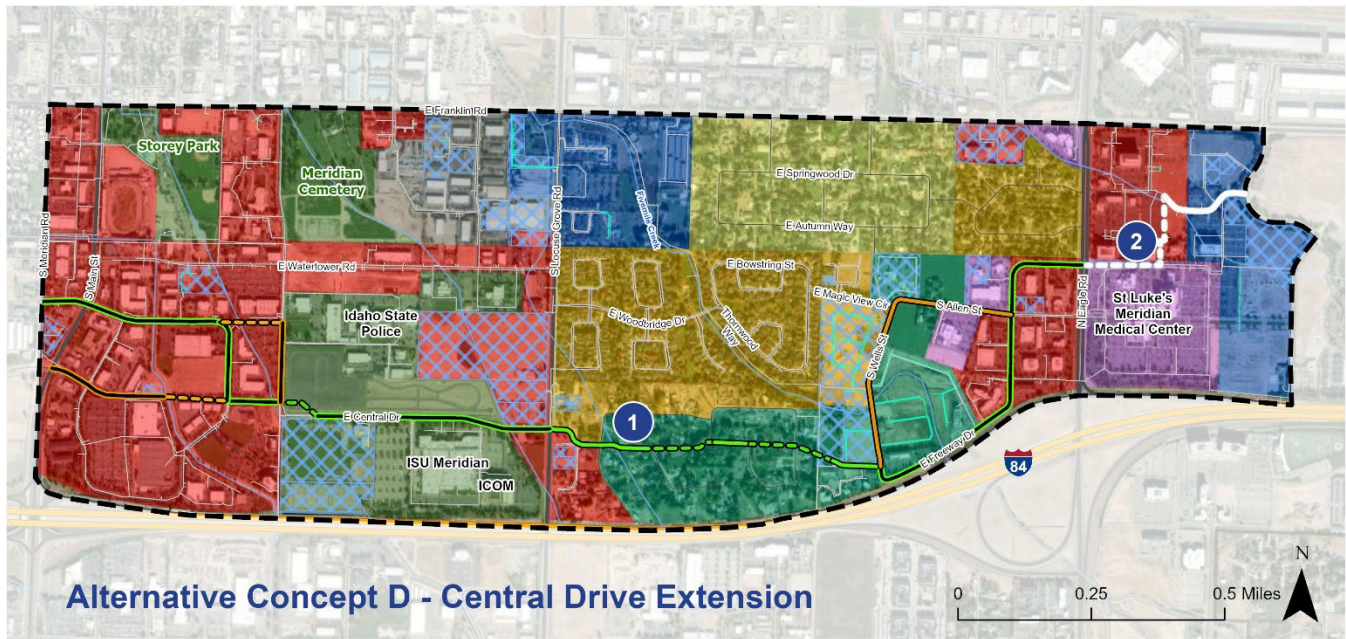 E Franklin Rd
Storey Park
Meridian
Cemetery
E Springwood Dr
E Autumn Way
Fivemile Creek
S Locuse Grove Rd
S Meridian Rd
S Main St
E Watertower Rd
E Bowstring St
E Woodbridge Dr
Thornwood
Way
E Magic View Cir
S Allen St
S Wells St
N Eagle Rd
2
St Luke's
Meridian
Medical Center
Idaho State
Police
E Central Dr
1
ISU Meridian
ICOM
E Freeway Dr
84
Alternative Concept D - Central Drive Extension
0 0.25 0.5 Miles
N